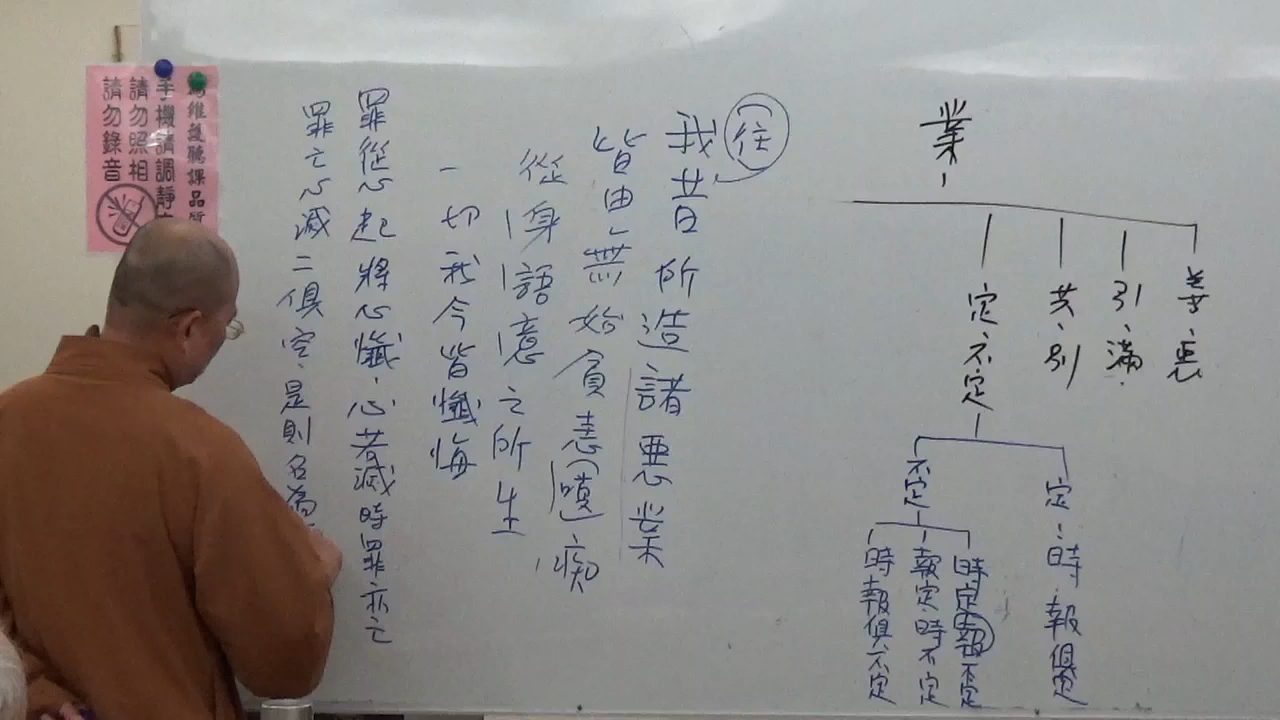 業
善、惡
引、滿
共、別
定、不定
定：時報俱定
不定
時定報不定
報定時不定
時報俱不定
(往)
我昔所造諸惡業
皆由無始貪恚(嗔)痴
從身語意之所生
一切我今皆懺悔
罪從心起將心懺，心若滅時罪亦亡
罪亡心滅二俱空，是則名為
為維護聽課品質
手機請調靜
請勿照相
請勿錄音